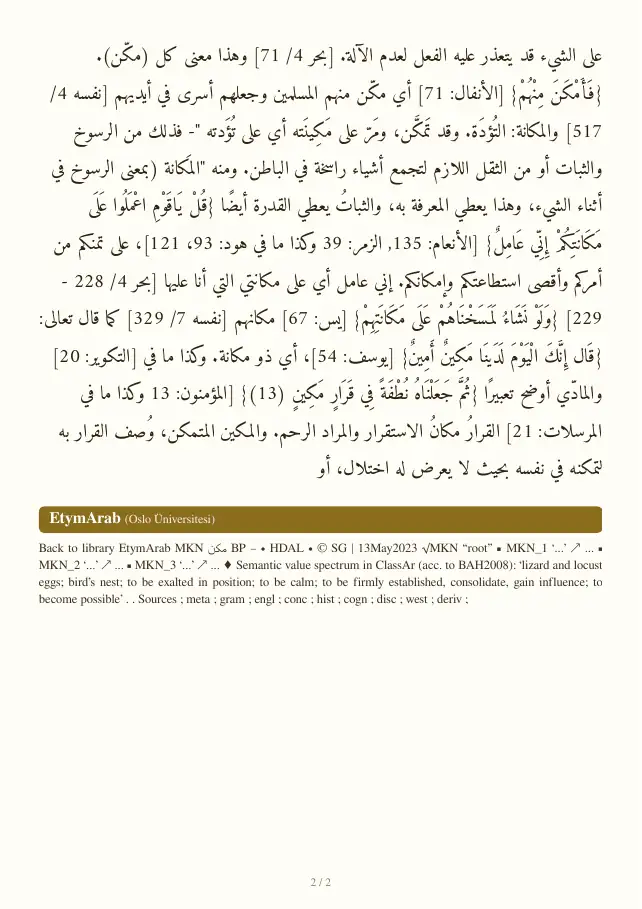 على الشيء قد يتعذر عليه الفعل لعدم الآلة. [بحر 4/ 71] وهذا معنى كل (مكّن).
{فَأَمْكَنَ مِنْهُمْ} [الأنفال: 71] أي مكّن منهم المسلمين وجعلهم أسرى في أيديهم [نفسه 4/
517] والمكانة: التُؤدَة. وقد تَمَكَّن، ومَرّ على مَكِينَته أي على تُؤَدته "- فذلك من الرسوخ
والثبات أو من الثقل اللازم لتجمع أشياء راسخة في الباطن. ومنه "المَكانة (بمعنى الرسوخ في
أثناء الشيء، وهذا يعطي المعرفة به، والثباتُ يعطي القدرة أيضًا {قُلْ يَاقَوْمِ اعْمَلُوا عَلَى
مَكَانَتِكُمْ إِنِّي عَامِلٌ} [الأنعام: 135, الزمر: 39 وكذا ما في هود: 93، 121]، على تمنكم من
أمركم وأقصى استطاعتكم وإمكانكم. إني عامل أي على مكانتي التي أنا عليها [بحر 4/ 228 -
229] {وَلَوْ نَشَاءُ لَمَسَخْنَاهُمْ عَلَى مَكَانَتِهِمْ} [يس: 67] مكانهم [نفسه 7/ 329] كما قال تعالى:
{قَال إِنَّكَ الْيَوْمَ لَدَينَا مَكِينٌ أَمِينٌ} [يوسف: 54]، أي ذو مكانة. وكذا ما في [التكوير: 20]
والمادّي أوضح تعبيرًا {ثُمَّ جَعَلْنَاهُ نُطْفَةً فِي قَرَارٍ مَكِينٍ (13)} [المؤمنون: 13 وكذا ما في
المرسلات: 21] القرارُ مكانُ الاستقرار والمراد الرحم. والمكين المتمكن، وُصف القرار به
لتمكنه في نفسه بحيث لا يعرض له اختلال، أو
EtymArab (Oslo Üniversitesi)
Back to library EtymArab MKN مكن BP – • HDAL • © SG | 13May2023 √MKN “root” ▪ MKN_1 ‘...’ ↗ ... ▪
MKN_2 ‘...’ ↗ ... ▪ MKN_3 ‘...’ ↗ ... ♦ Semantic value spectrum in ClassAr (acc. to BAH2008): ‘lizard and locust
eggs; bird’s nest; to be exalted in position; to be calm; to be firmly established, consolidate, gain influence; to
become possible’ . . Sources ; meta ; gram ; engl ; conc ; hist ; cogn ; disc ; west ; deriv ;
2 / 2